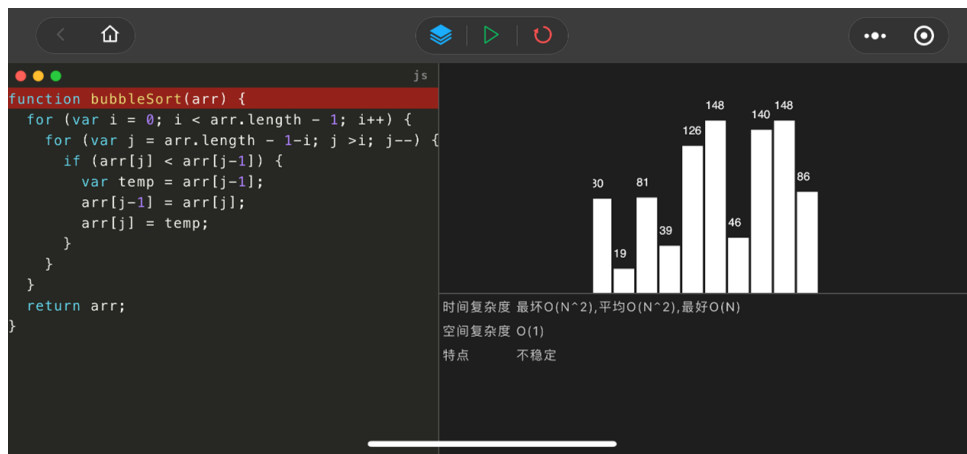 js
function bubbleSort(arr) {
for (var i = 0; i < arr.length - 1; i++) {
for (var j = arr.length - 1-i; j >i; j--) {
if (arr[j] < arr[j-1]) {
var temp = arr[j-1];
arr[j-1] = arr[j];
arr[j] = temp;
}
}
}
return arr;
}
80
19
81
39
126
148
46
140
148
86
时间复杂度 最坏O(N^2),平均O(N^2),最好O(N)
空间复杂度 O(1)
特点 不稳定